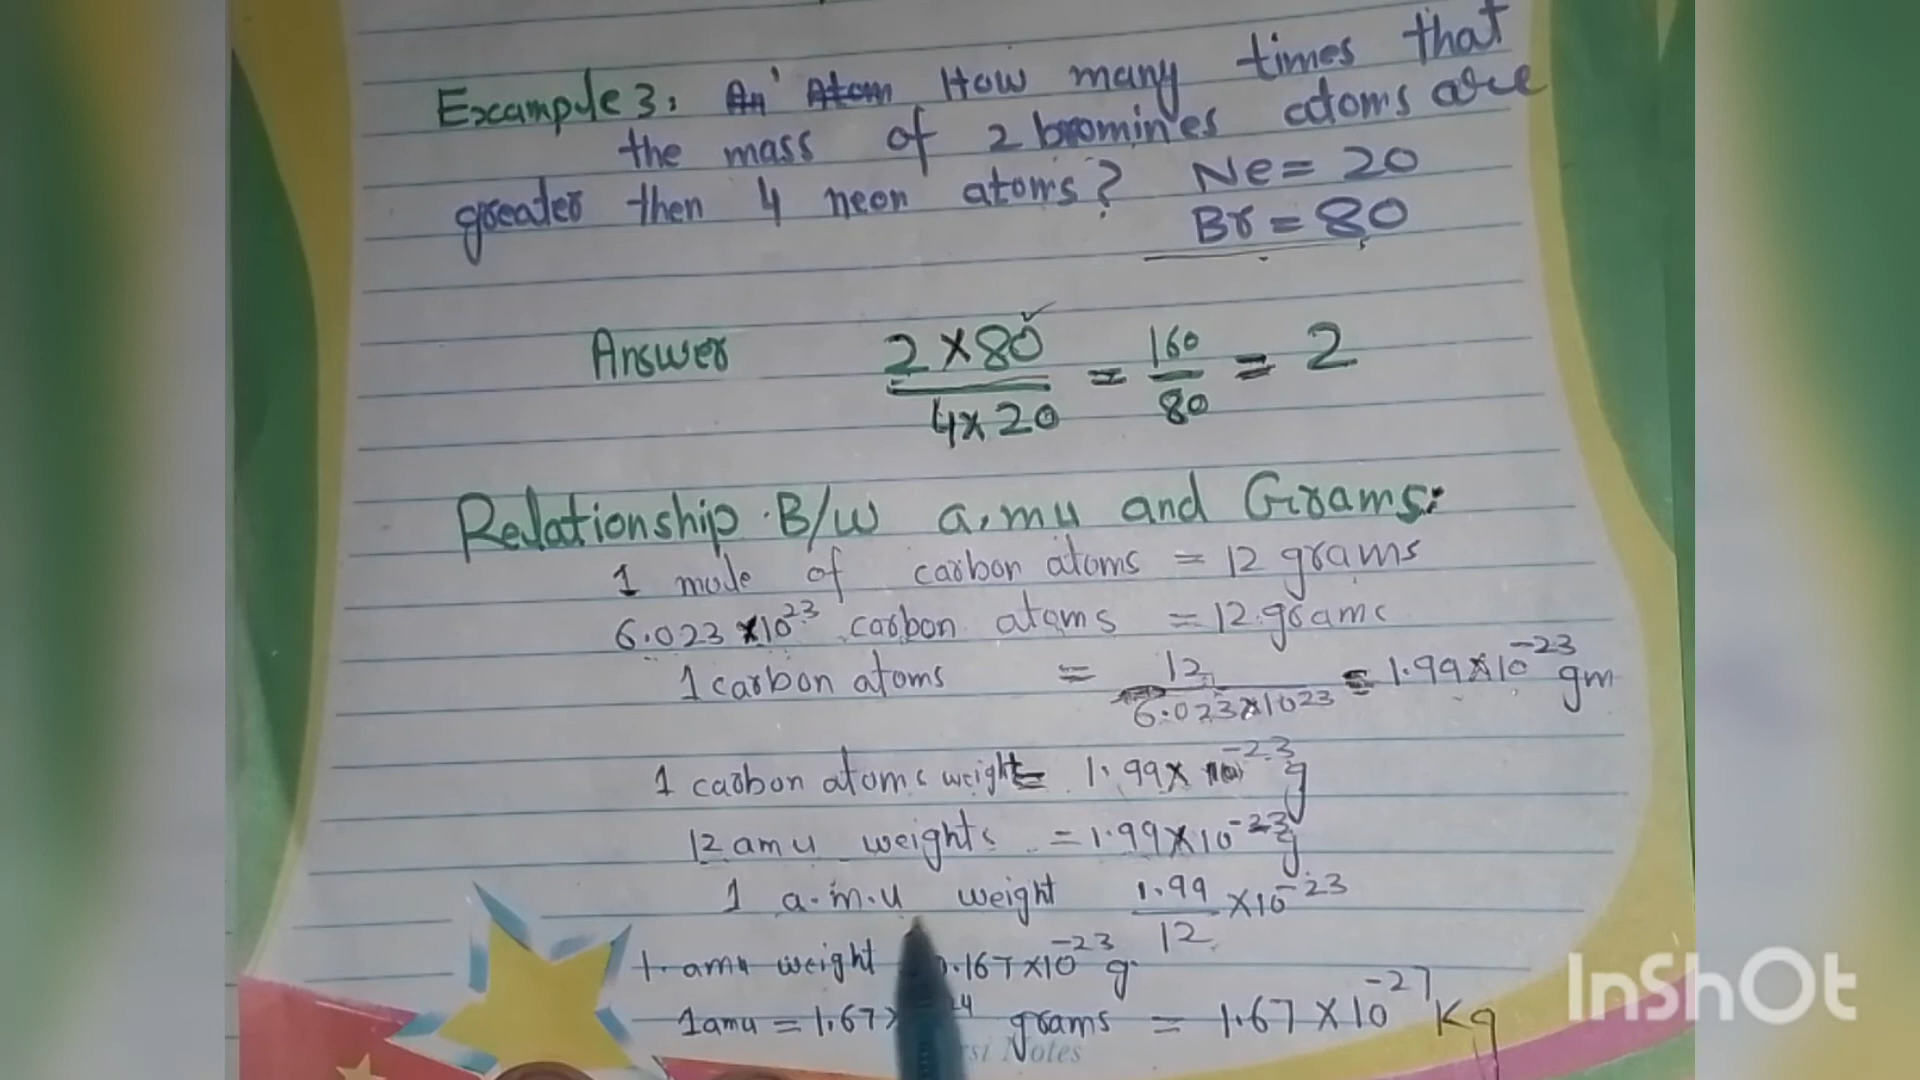 Example 3: An Atom How many times that
the mass of 2 bromines atoms are
greater then 4 neon atoms? Ne = 20
Br = 80
Answer 2 × 80 / 4 × 20 = 160 / 80 = 2
Relationship B/w a.mu and Grams:
1 mole of carbon atoms = 12 grams
6.023 × 10^23 carbon atoms = 12 grams
1 carbon atoms = 12 / 6.023×1023 = 1.99×10^-23 gm
1 carbon atoms weight = 1.99× 10^-23 g
12 amu weights = 1.99×10^-23 g
1 a.m.u weight 1.99 / 12 ×10^-23
1 amu weight .167×10^-23 g
1amu = 1.67× grams = 1.67 × 10^-27 Kg
Notes
InShOt